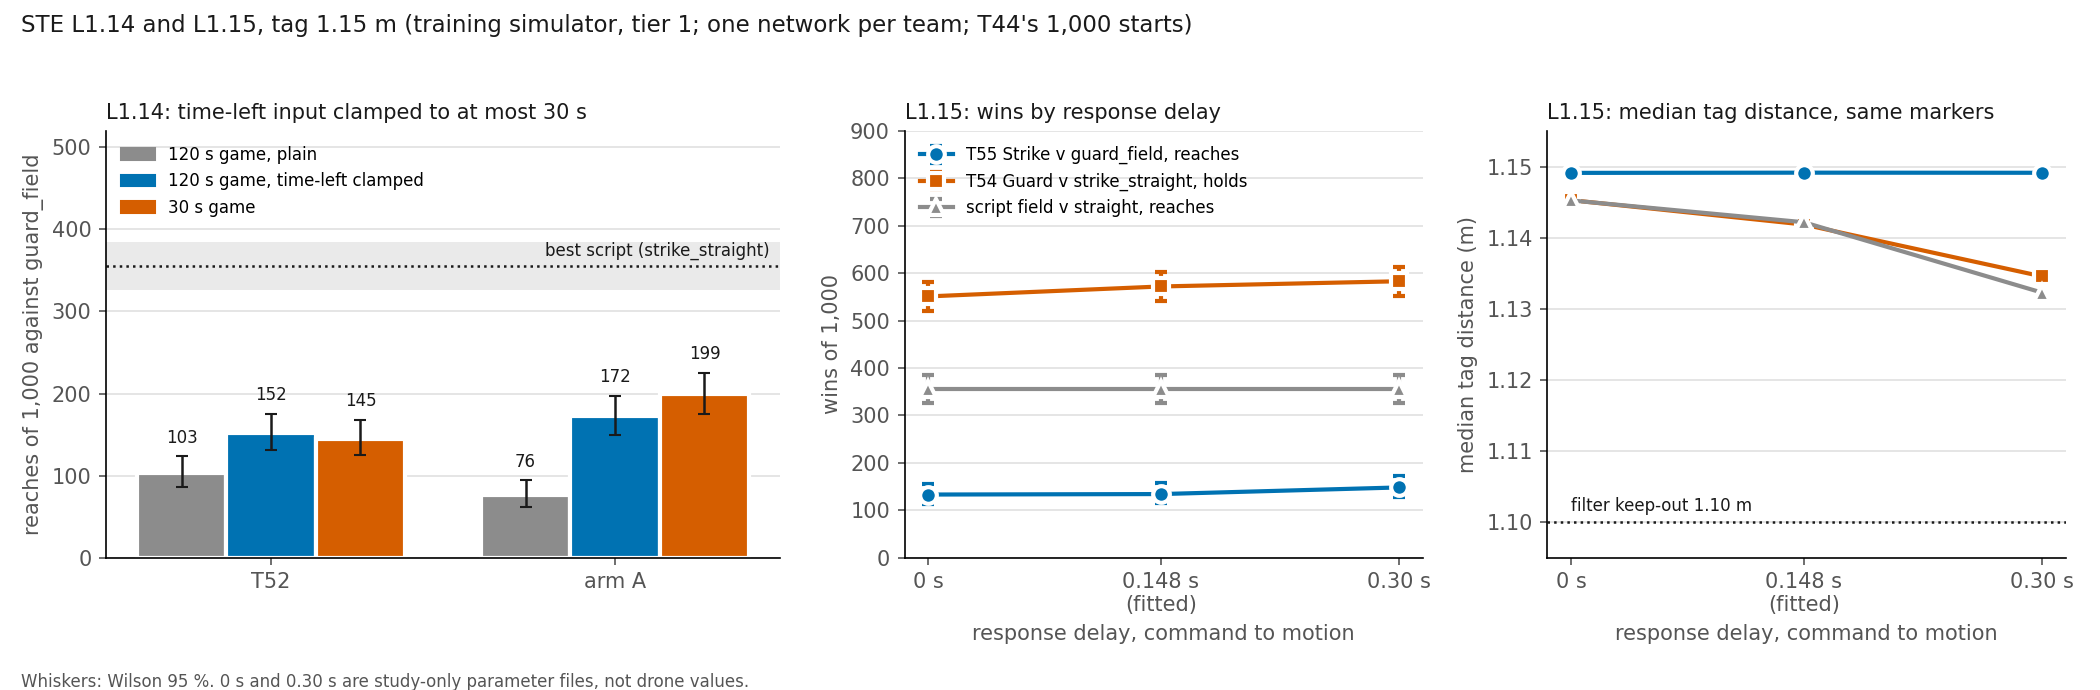 STE L1.14 and L1.15, tag 1.15 m (training simulator, tier 1; one network per team; T44's 1,000 starts)
L1.14: time-left input clamped to at most 30 s
reaches of 1,000 against guard_field
500
400
300
200
100
0
120 s game, plain
120 s game, time-left clamped
30 s game
best script (strike_straight)
103
152
145
76
172
199
T52
arm A
L1.15: wins by response delay
wins of 1,000
900
800
700
600
500
400
300
200
100
0
T55 Strike v guard_field, reaches
T54 Guard v strike_straight, holds
script field v straight, reaches
0 s
0.148 s
(fitted)
0.30 s
response delay, command to motion
L1.15: median tag distance, same markers
median tag distance (m)
1.15
1.14
1.13
1.12
1.11
1.10
filter keep-out 1.10 m
0 s
0.148 s
(fitted)
0.30 s
response delay, command to motion
Whiskers: Wilson 95 %. 0 s and 0.30 s are study-only parameter files, not drone values.